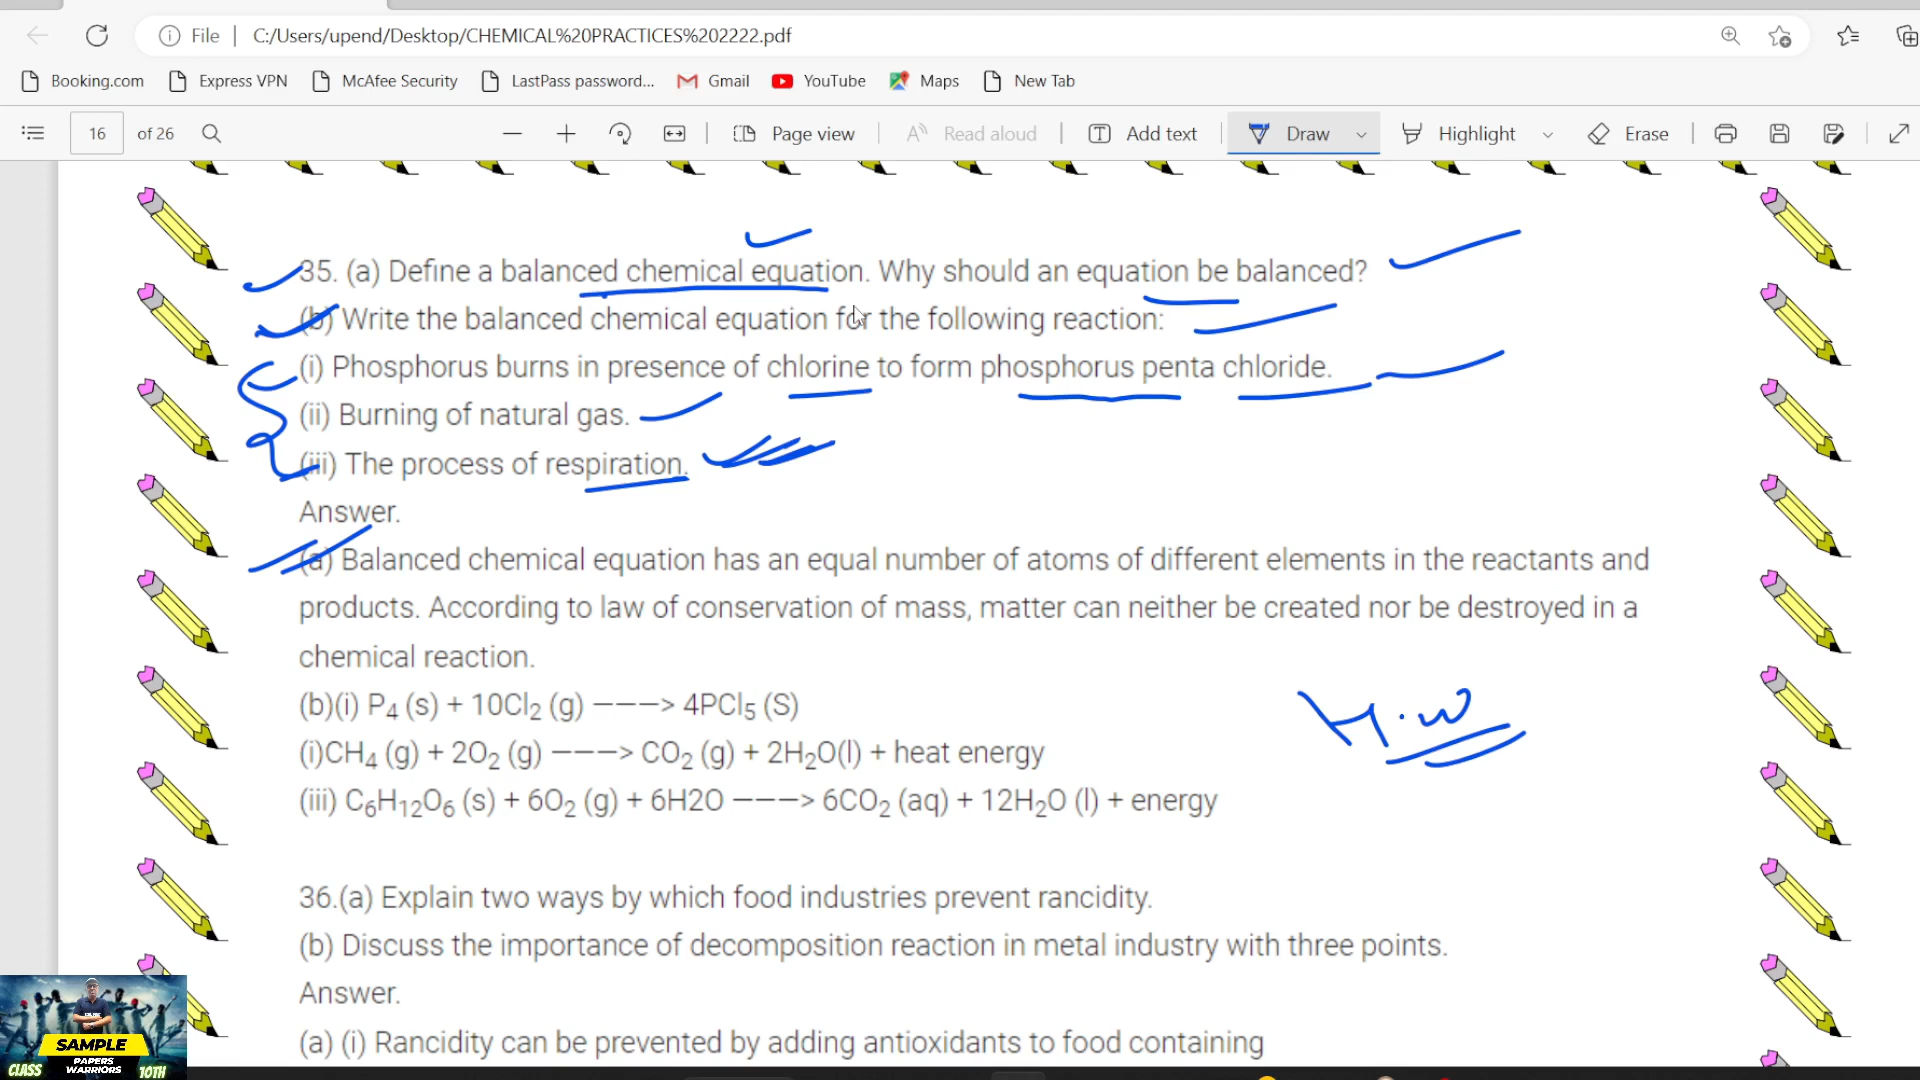 File C:/Users/upend/Desktop/CHEMICAL%20PRACTICES%202222.pdf
Booking.com Express VPN McAfee Security LastPass password... Gmail YouTube Maps New Tab
16 of 26 Page view Read aloud Add text Draw Highlight Erase
35. (a) Define a balanced chemical equation. Why should an equation be balanced?
(b) Write the balanced chemical equation for the following reaction:
(i) Phosphorus burns in presence of chlorine to form phosphorus penta chloride.
(ii) Burning of natural gas.
(iii) The process of respiration.
Answer.
(a) Balanced chemical equation has an equal number of atoms of different elements in the reactants and
products. According to law of conservation of mass, matter can neither be created nor be destroyed in a
chemical reaction.
(b)(i) P₄ (s) + 10Cl₂ (g) ———> 4PCl₅ (S)
H.W
(i)CH₄ (g) + 2O₂ (g) ———> CO₂ (g) + 2H₂O(l) + heat energy
(iii) C₆H₁₂O₆ (s) + 6O₂ (g) + 6H2O ———> 6CO₂ (aq) + 12H₂O (l) + energy
36.(a) Explain two ways by which food industries prevent rancidity.
(b) Discuss the importance of decomposition reaction in metal industry with three points.
Answer.
(a) (i) Rancidity can be prevented by adding antioxidants to food containing
SAMPLE
PAPERS
CLASS WARRIORS 10TH